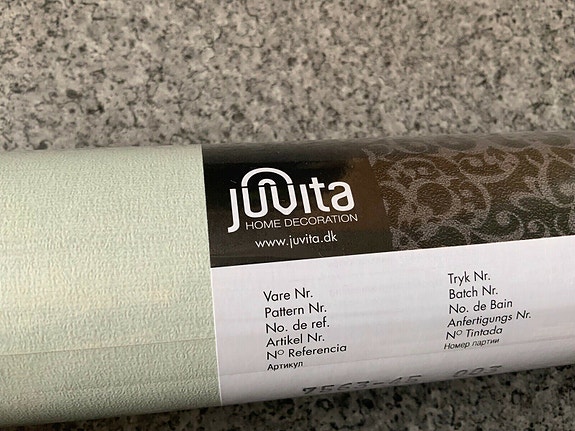 juvita
HOME DECORATION
www.juvita.dk
Vare Nr.
Pattern Nr.
No. de ref.
Artikel Nr.
Nº Referencia
Артикул
Tryk Nr.
Batch Nr.
No. de Bain
Anfertigungs Nr.
Nº Tintada
Номер партии